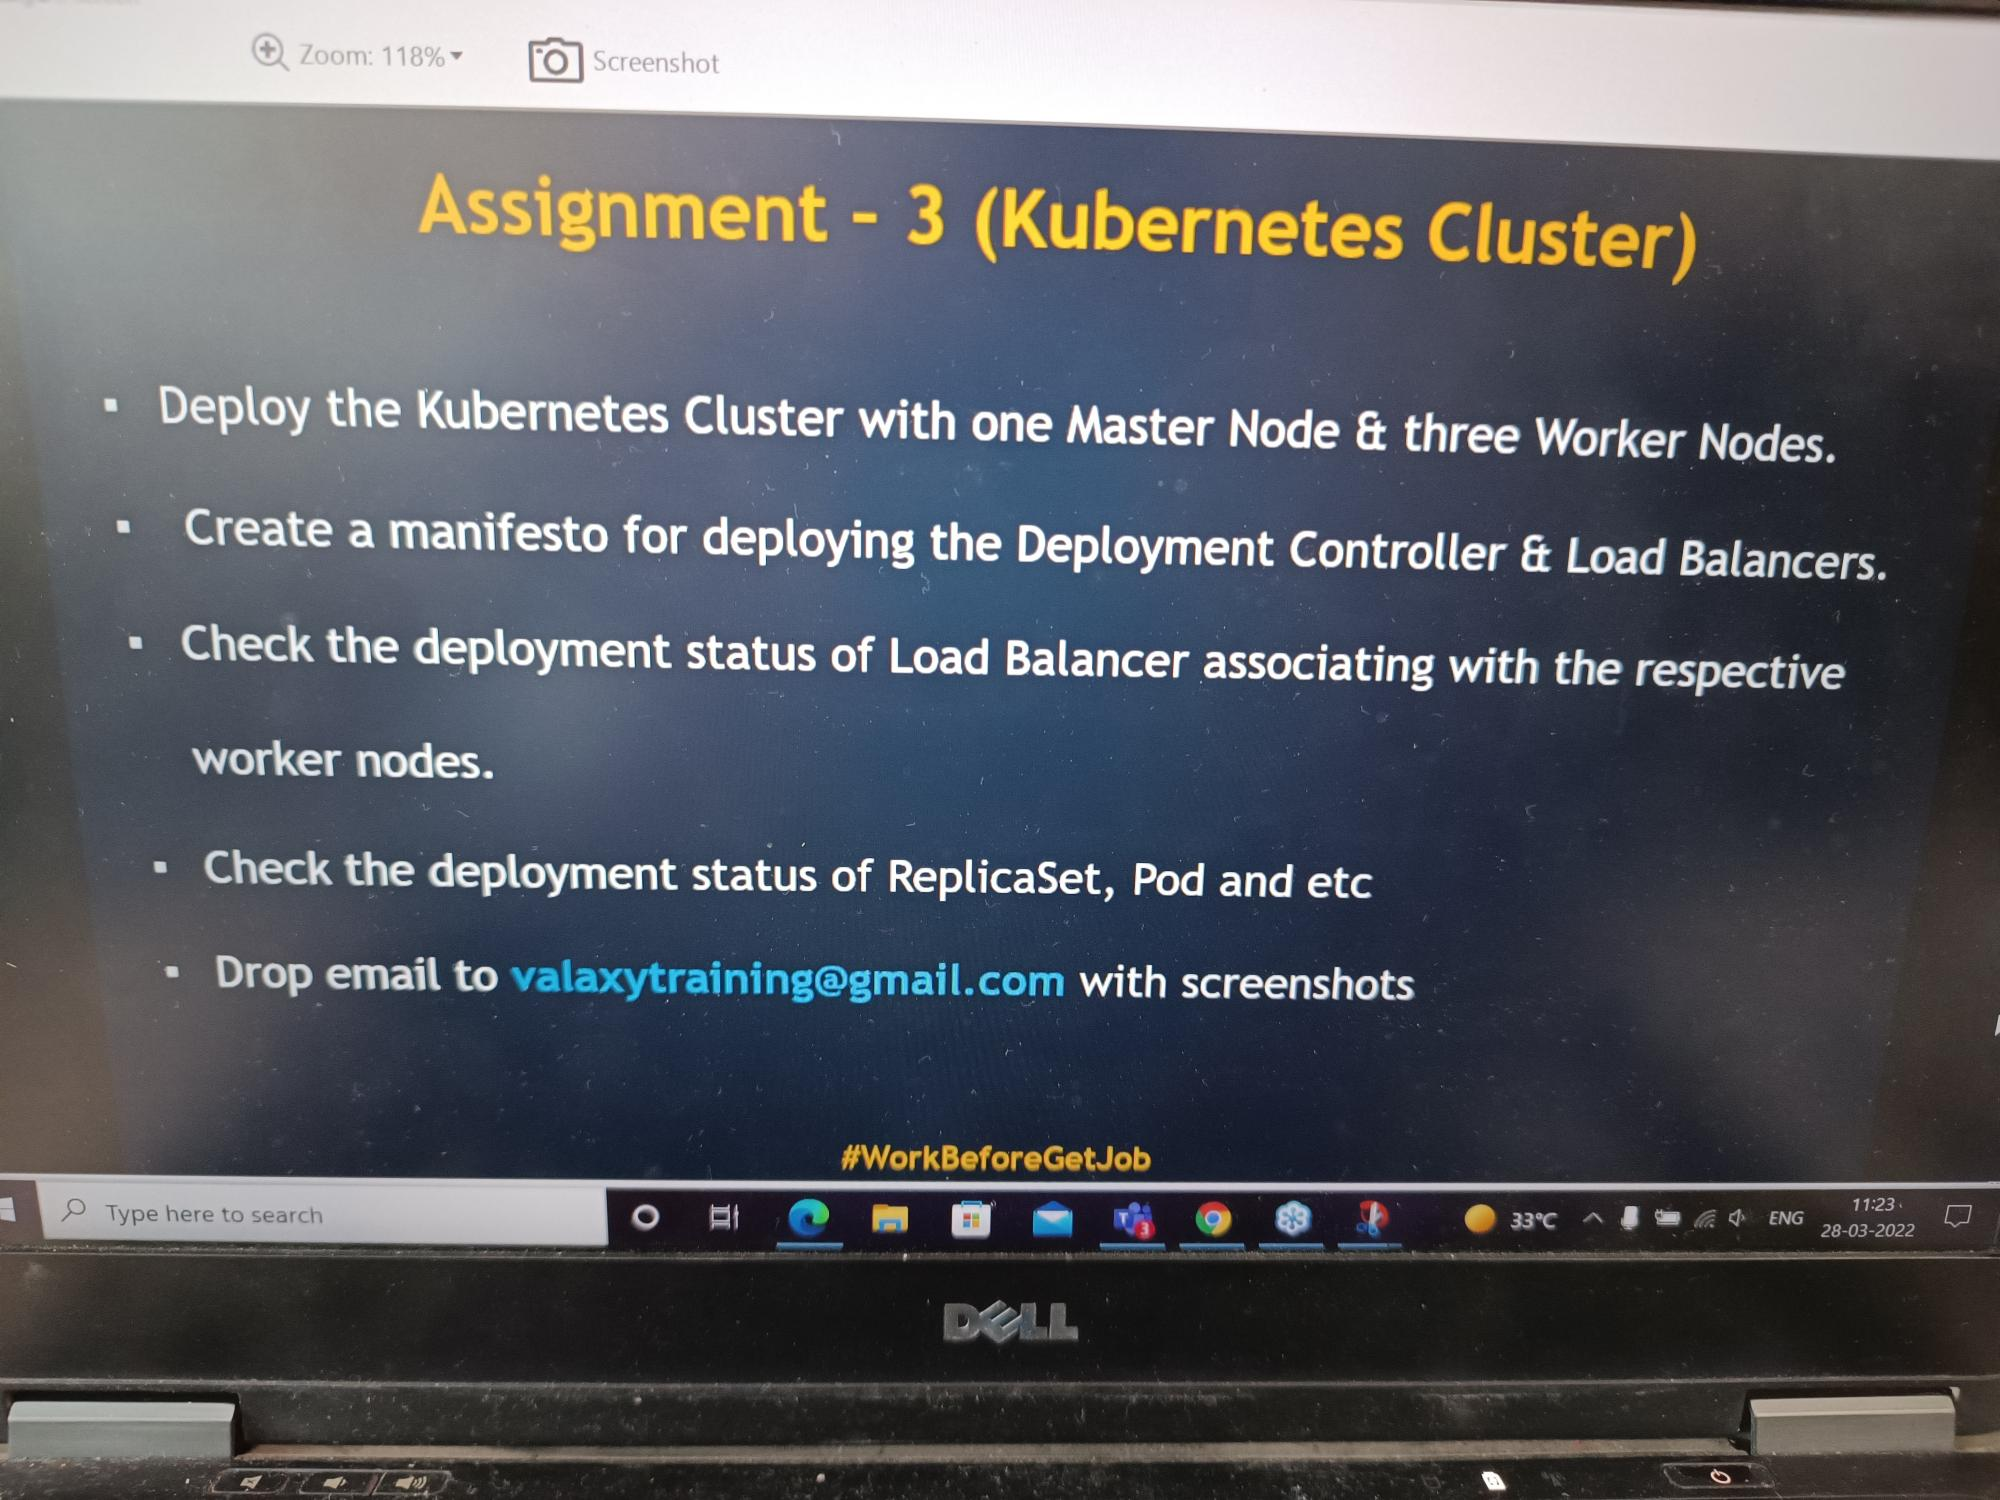 Zoom: 118%
Screenshot
Assignment - 3 (Kubernetes Cluster)
▪ Deploy the Kubernetes Cluster with one Master Node & three Worker Nodes.
▪ Create a manifesto for deploying the Deployment Controller & Load Balancers.
▪ Check the deployment status of Load Balancer associating with the respective
worker nodes.
▪ Check the deployment status of ReplicaSet, Pod and etc
▪ Drop email to valaxytraining@gmail.com with screenshots
#WorkBeforeGetJob
Type here to search
T
3
33°C
ENG
11:23
28-03-2022
DELL